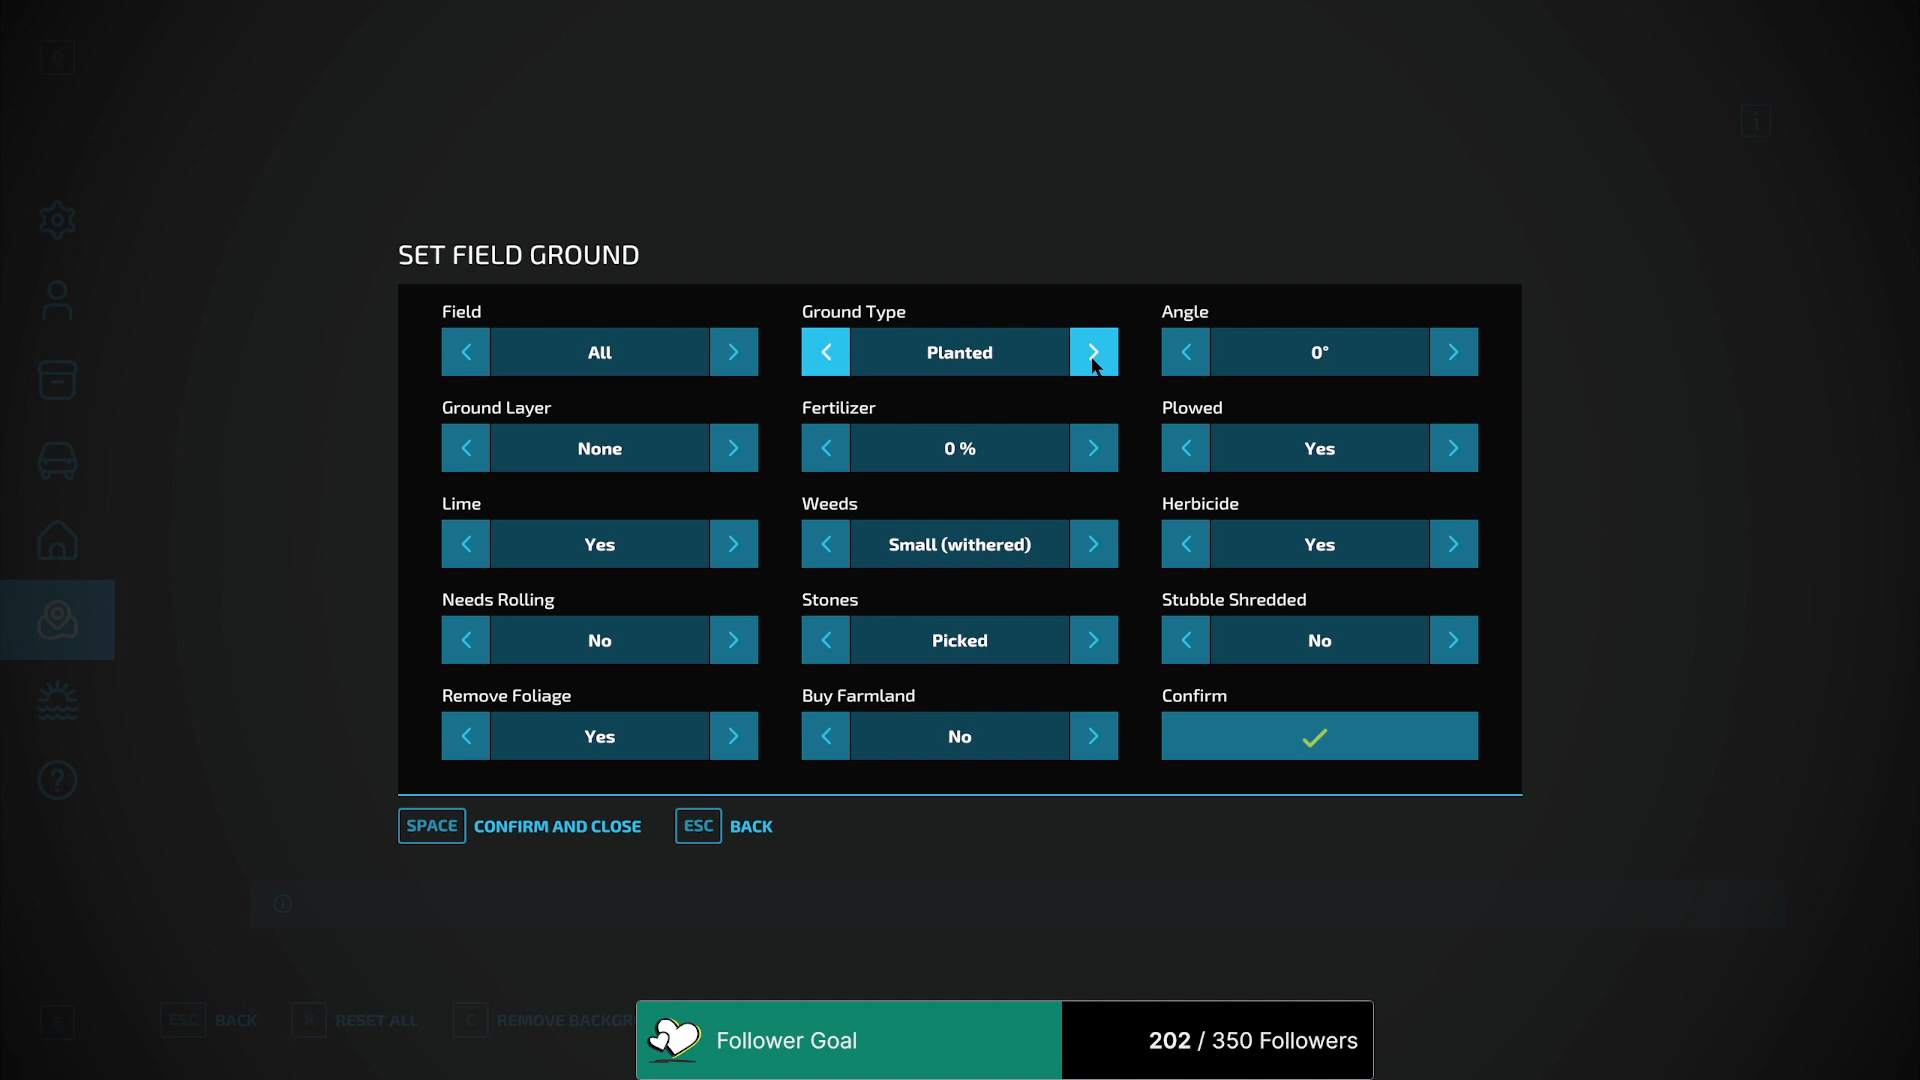 Q
i
SET FIELD GROUND
Field
Ground Type
Angle
All
Planted
0°
Ground Layer
Fertilizer
Plowed
None
0 %
Yes
Lime
Weeds
Herbicide
Yes
Small (withered)
Yes
Needs Rolling
Stones
Stubble Shredded
No
Picked
No
Remove Foliage
Buy Farmland
Confirm
Yes
No
SPACE CONFIRM AND CLOSE ESC BACK
E ESC BACK X RESET ALL C REMOVE BACKGR
Follower Goal 202 / 350 Followers